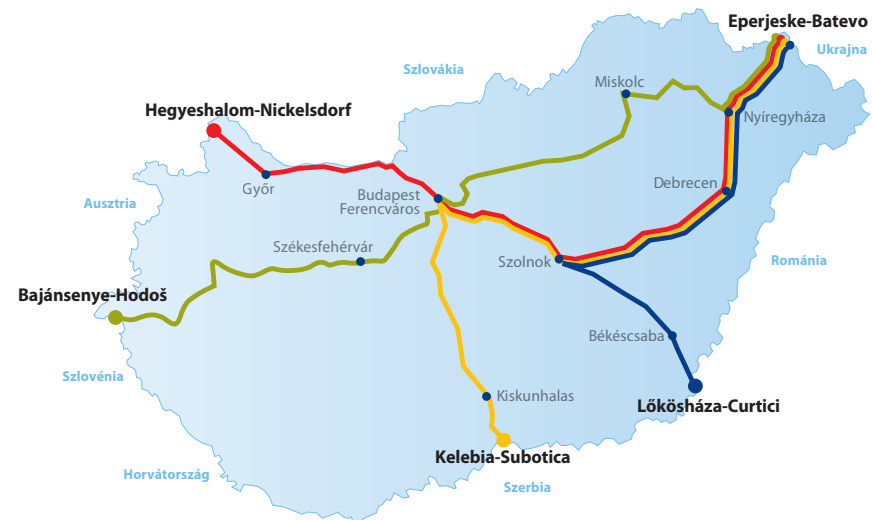 Eperjeske-Batevo
Ukrajna
Szlovákia
Miskolc
Hegyeshalom-Nickelsdorf
Nyíregyháza
Győr
Debrecen
Budapest
Ferencváros
Ausztria
Székesfehérvár
Szolnok
Románia
Bajánsenye-Hodoš
Békéscsaba
Szlovénia
Kiskunhalas
Lőkösháza-Curtici
Kelebia-Subotica
Horvátország
Szerbia